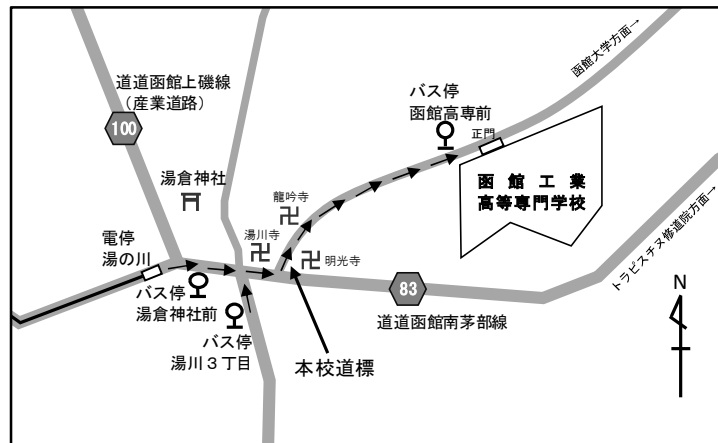 道道函館上磯線
（産業道路）
100
湯倉神社
電停
湯の川
バス停
湯倉神社前
バス停
湯川３丁目
湯川寺
龍吟寺
明光寺
本校道標
バス停
函館高専前
正門
函館大学方面→
函館工業
高等専門学校
トラピスチヌ修道院方面→
83
道道函館南茅部線
N